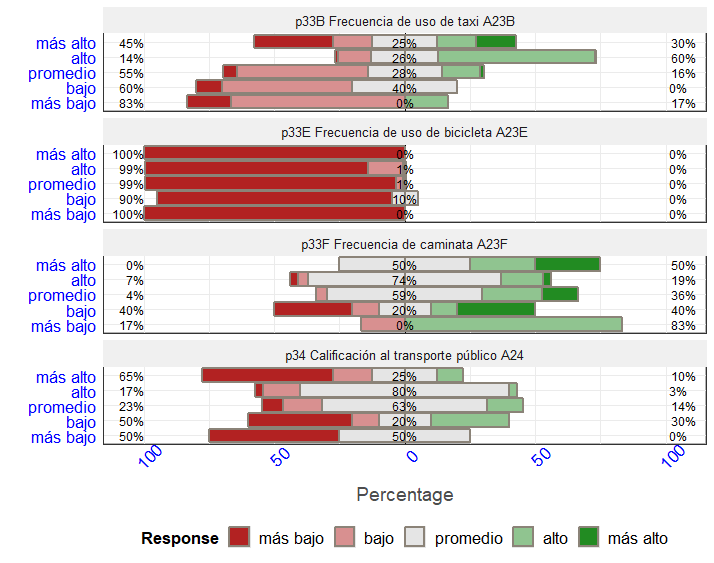 p33B Frecuencia de uso de taxi A23B
más alto 45% 25% 30%
alto 14% 26% 60%
promedio 55% 28% 16%
bajo 60% 40% 0%
más bajo 83% 0% 17%
p33E Frecuencia de uso de bicicleta A23E
más alto 100% 0% 0%
alto 99% 1% 0%
promedio 99% 1% 0%
bajo 90% 10% 0%
más bajo 100% 0% 0%
p33F Frecuencia de caminata A23F
más alto 0% 50% 50%
alto 7% 74% 19%
promedio 4% 59% 36%
bajo 40% 20% 40%
más bajo 17% 0% 83%
p34 Calificación al transporte público A24
más alto 65% 25% 10%
alto 17% 80% 3%
promedio 23% 63% 14%
bajo 50% 20% 30%
más bajo 50% 50% 0%
100 50 0 50 100
Percentage
Response más bajo bajo promedio alto más alto